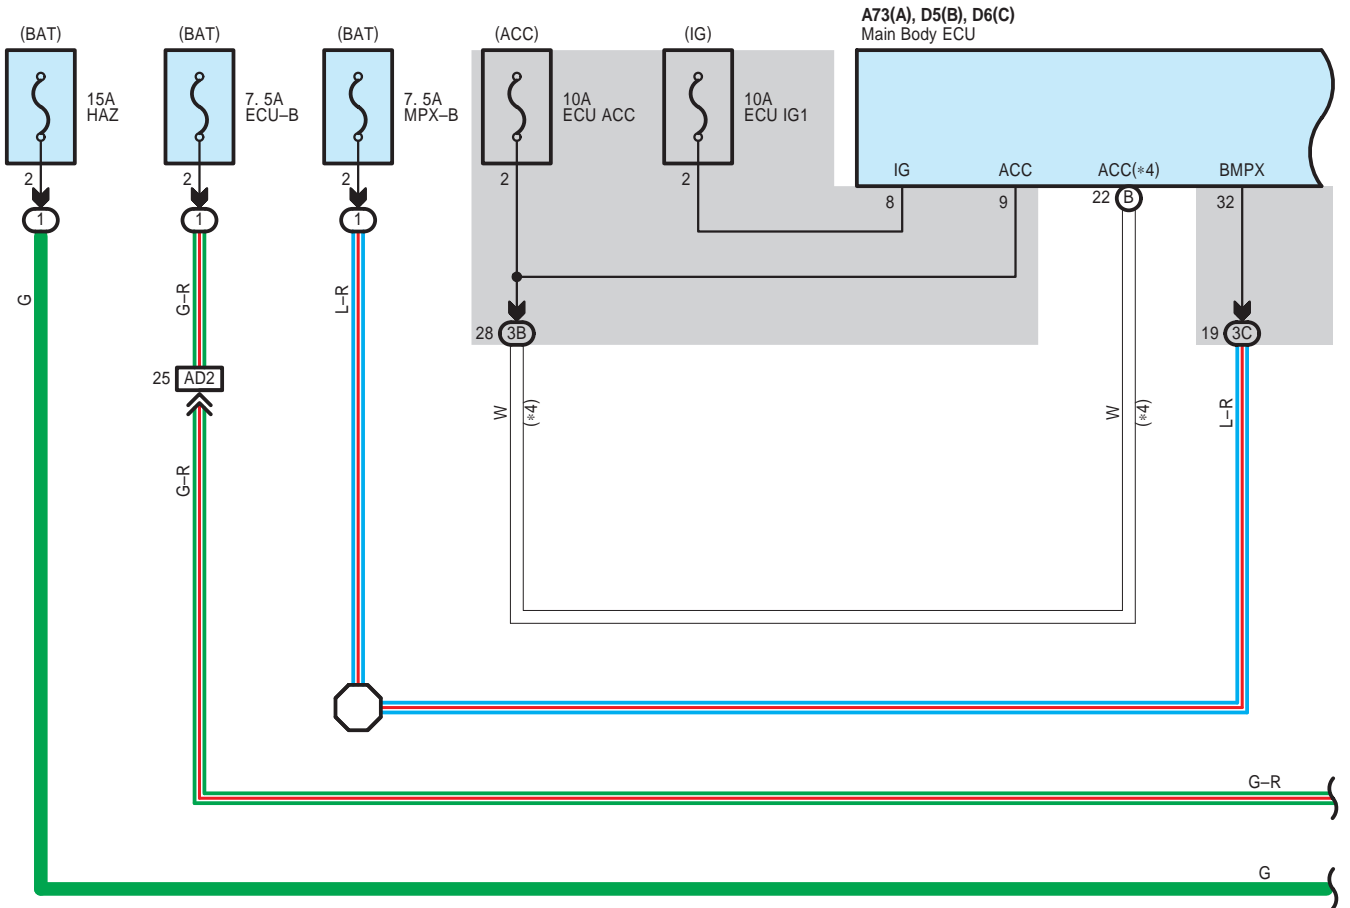 A73(A), D5(B), D6(C)
Main Body ECU
(BAT)
(BAT)
(BAT)
(ACC)
(IG)
15A
HAZ
7. 5A
ECU–B
7. 5A
MPX–B
10A
ECU ACC
10A
ECU IG1
IG
ACC
ACC(∗4)
BMPX
2
2
2
2
2
8
9
22
B
32
1
1
1
G
G–R
L–R
28
3B
19
3C
25
AD2
W
(∗4)
W
(∗4)
L–R
G–R
G–R
G